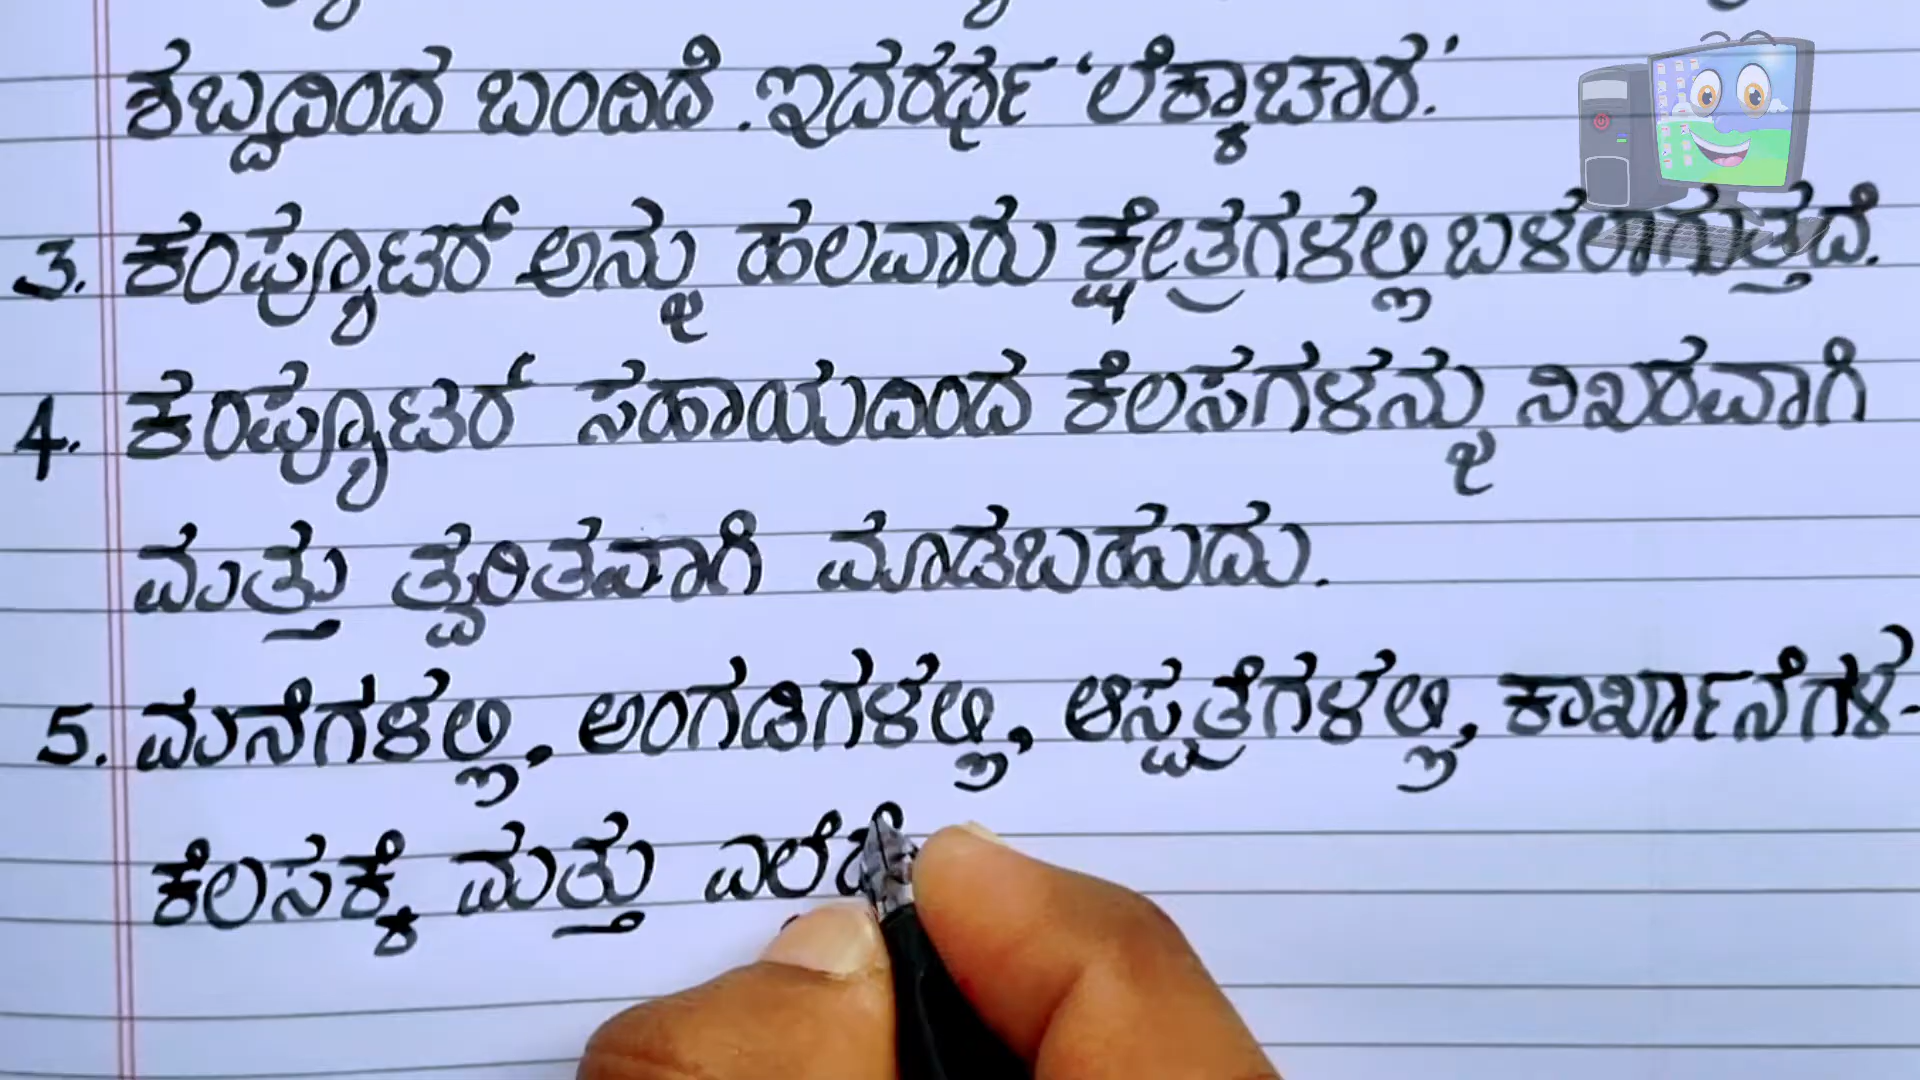 ಶಬ್ದದಿಂದ ಬಂದಿದೆ. ಇದರರ್ಥ ‘ಲೆಕ್ಕಾಚಾರ.’
3. ಕಂಪ್ಯೂಟರ್ ಅನ್ನು ಹಲವಾರು ಕ್ಷೇತ್ರಗಳಲ್ಲಿ ಬಳಲಾಗುತ್ತದೆ.
4. ಕಂಪ್ಯೂಟರ್ ಸಹಾಯದಿಂದ ಕೆಲಸಗಳನ್ನು ನಿಖರವಾಗಿ
ಮತ್ತು ತ್ವರಿತವಾಗಿ ಮಾಡಬಹುದು.
5. ಮನೆಗಳಲ್ಲಿ, ಅಂಗಡಿಗಳಲ್ಲಿ, ಆಸ್ಪತ್ರೆಗಳಲ್ಲಿ, ಕಾರ್ಖಾನೆಗಳ-
ಕೆಲಸಕ್ಕೆ ಮತ್ತು